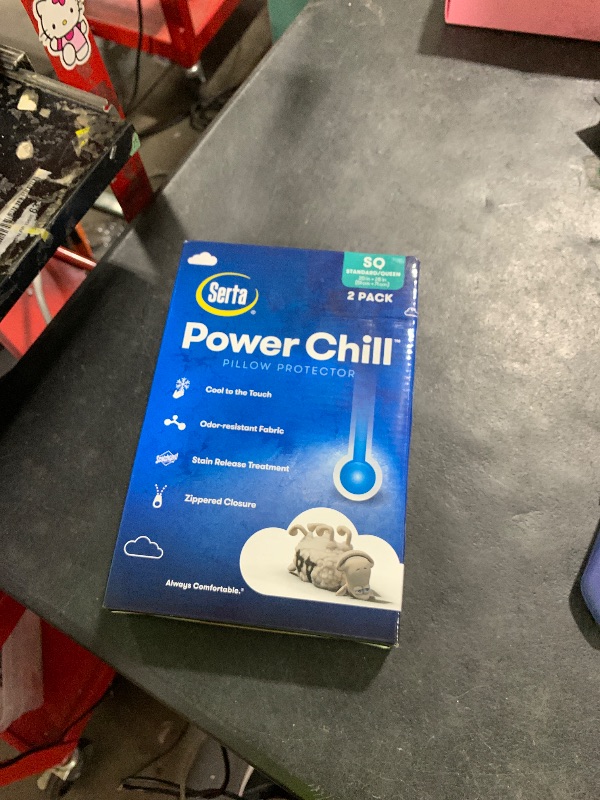 SQ
STANDARD/QUEEN
2 PACK
Serta
Power Chill™
PILLOW PROTECTOR
Cool to the Touch
Odor-resistant Fabric
Stain Release Treatment
Zippered Closure
Always Comfortable.®